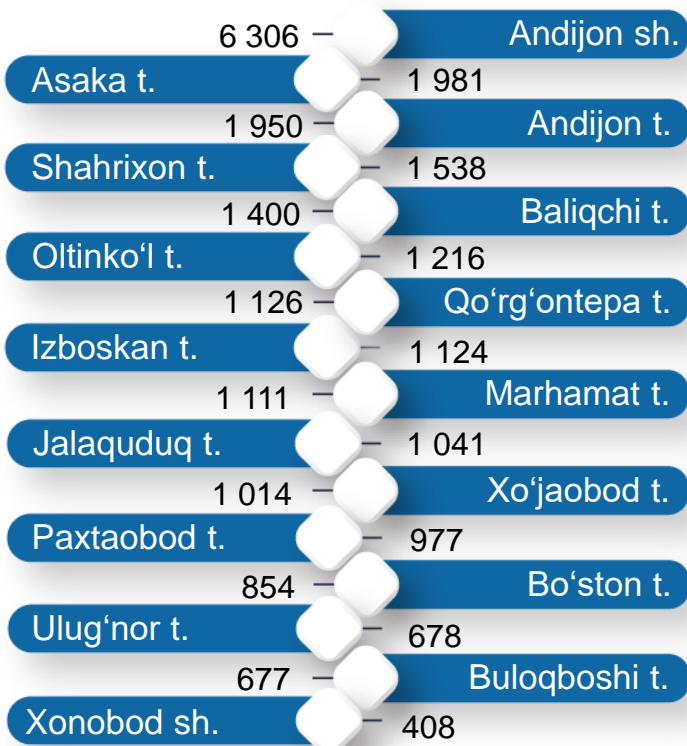 6 306 Andijon sh.
Asaka t. 1 981
1 950 Andijon t.
Shahrixon t. 1 538
1 400 Baliqchi t.
Oltinko‘l t. 1 216
1 126 Qo‘rg‘ontepa t.
Izboskan t. 1 124
1 111 Marhamat t.
Jalaquduq t. 1 041
1 014 Xo‘jaobod t.
Paxtaobod t. 977
854 Bo‘ston t.
Ulug‘nor t. 678
677 Buloqboshi t.
Xonobod sh. 408